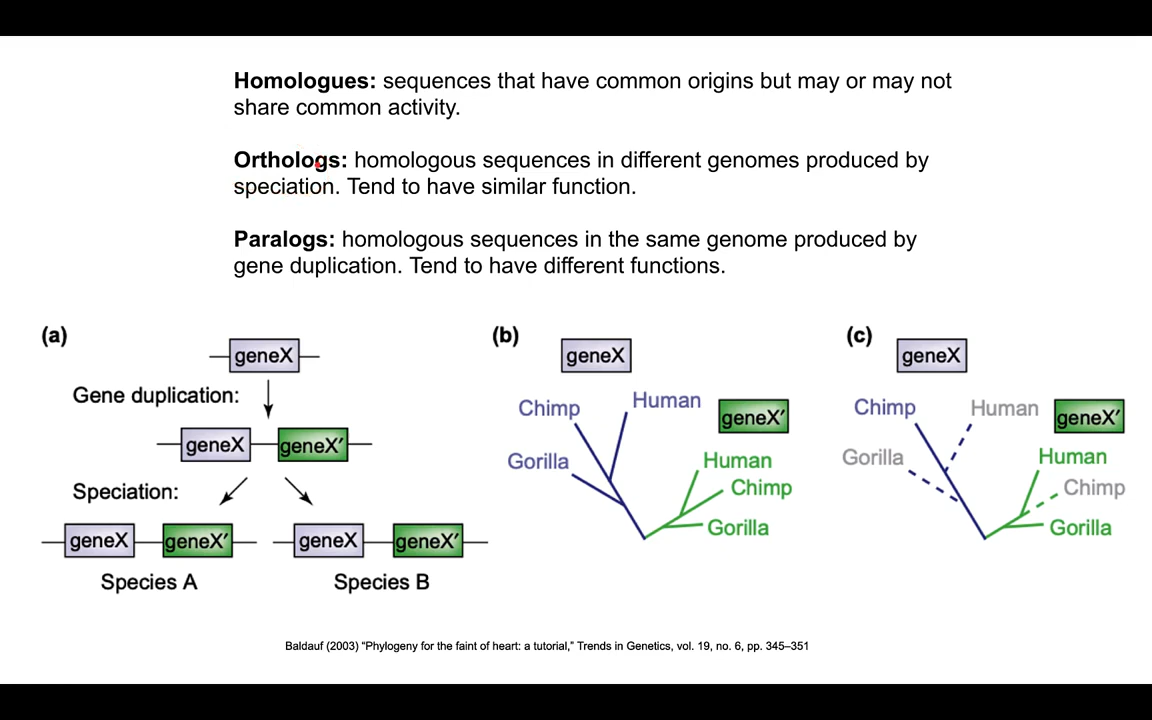 Homologues: sequences that have common origins but may or may not
share common activity.
Orthologs: homologous sequences in different genomes produced by
speciation. Tend to have similar function.
Paralogs: homologous sequences in the same genome produced by
gene duplication. Tend to have different functions.
(a)
geneX
Gene duplication:
geneX
geneX′
Speciation:
geneX
geneX′
geneX
geneX′
Species A
Species B
(b)
geneX
Chimp
Human
geneX′
Gorilla
Human
Chimp
Gorilla
(c)
geneX
Chimp
Human
geneX′
Gorilla
Human
Chimp
Gorilla
Baldauf (2003) “Phylogeny for the faint of heart: a tutorial,” Trends in Genetics, vol. 19, no. 6, pp. 345–351